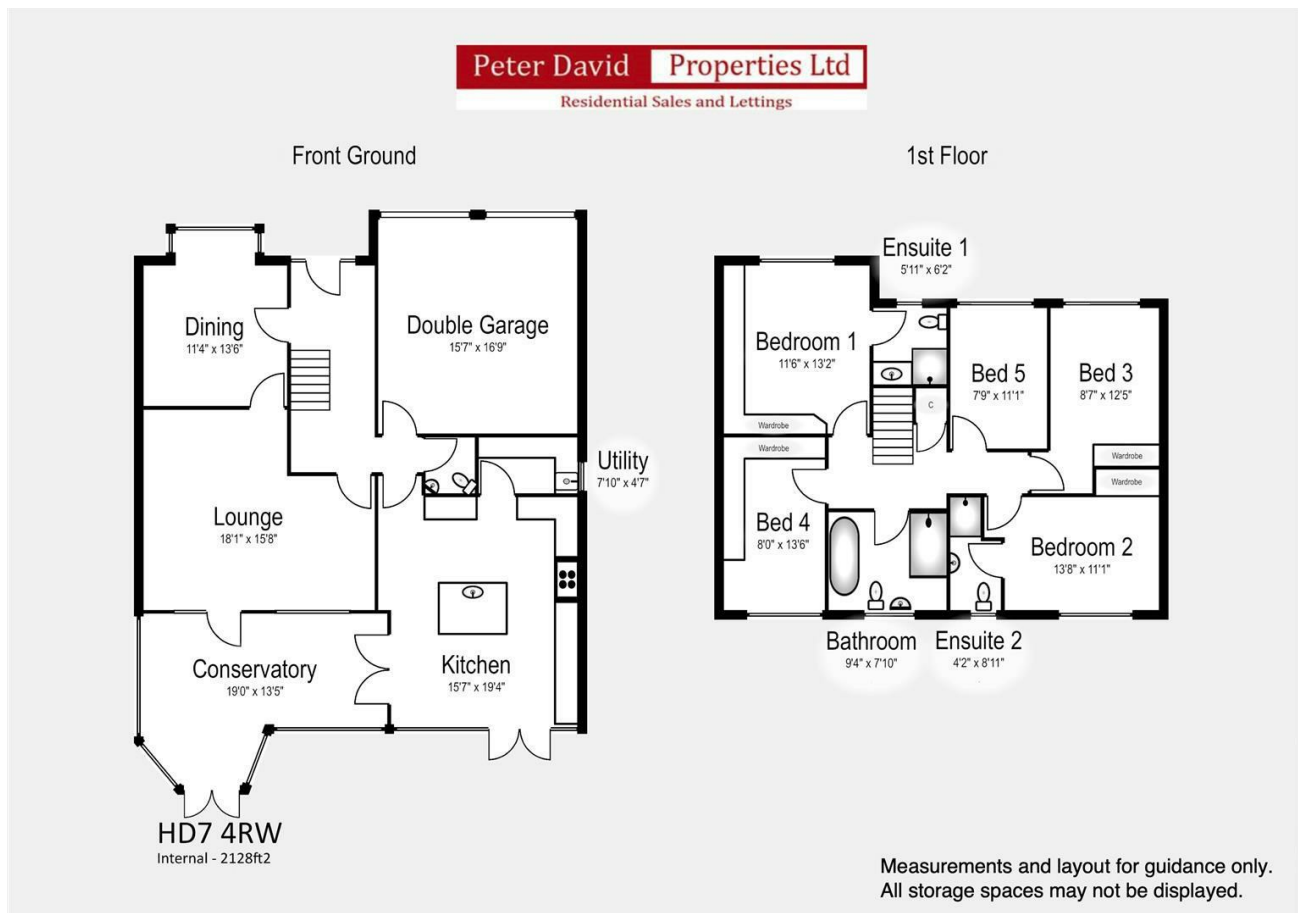 Peter David Properties Ltd
Residential Sales and Lettings
Front Ground
1st Floor
Dining
11'4" x 13'6"
Double Garage
15'7" x 16'9"
Utility
7'10" x 4'7"
Lounge
18'1" x 15'8"
Conservatory
19'0" x 13'5"
Kitchen
15'7" x 19'4"
HD7 4RW
Internal - 2128ft2
Ensuite 1
5'11" x 6'2"
Bedroom 1
11'6" x 13'2"
Bed 5
7'9" x 11'1"
Bed 3
8'7" x 12'5"
C
Wardrobe
Wardrobe
Wardrobe
Wardrobe
Bed 4
8'0" x 13'6"
Bedroom 2
13'8" x 11'1"
Bathroom
9'4" x 7'10"
Ensuite 2
4'2" x 8'11"
Measurements and layout for guidance only.
All storage spaces may not be displayed.